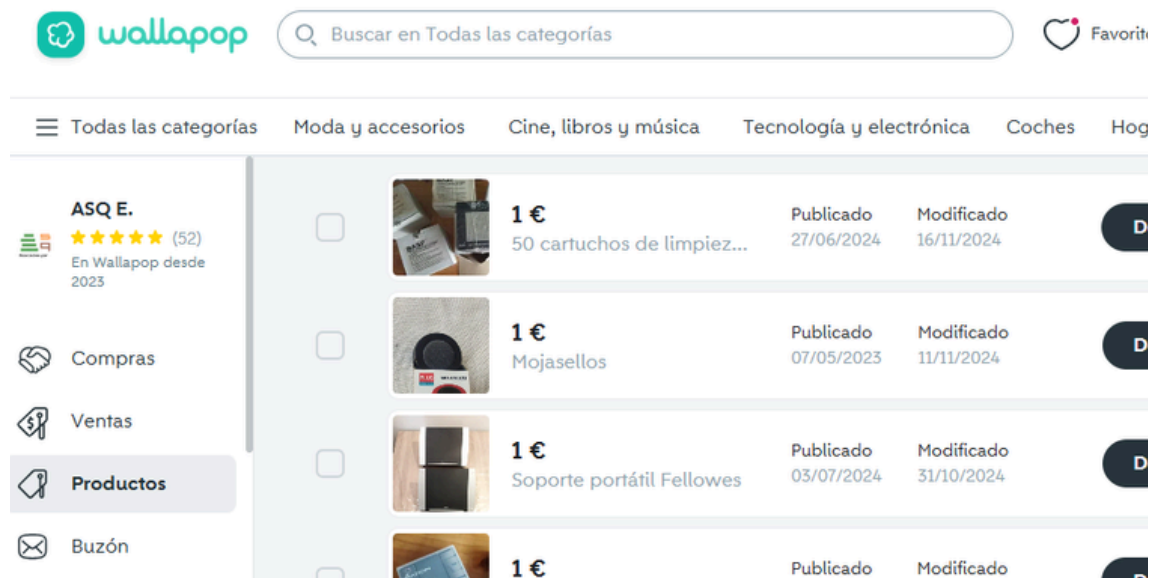 wallapop
Buscar en Todas las categorías
Favorit
Todas las categorías Moda y accesorios Cine, libros y música Tecnología y electrónica Coches Hog
ASQ E.
(52)
En Wallapop desde
2023
Compras
Ventas
Productos
Buzón
1 €
50 cartuchos de limpiez...
Publicado
27/06/2024
Modificado
16/11/2024
D
BASF
1 €
Mojasellos
Publicado
07/05/2023
Modificado
11/11/2024
D
1 €
Soporte portátil Fellowes
Publicado
03/07/2024
Modificado
31/10/2024
D
1 €
Publicado
Modificado